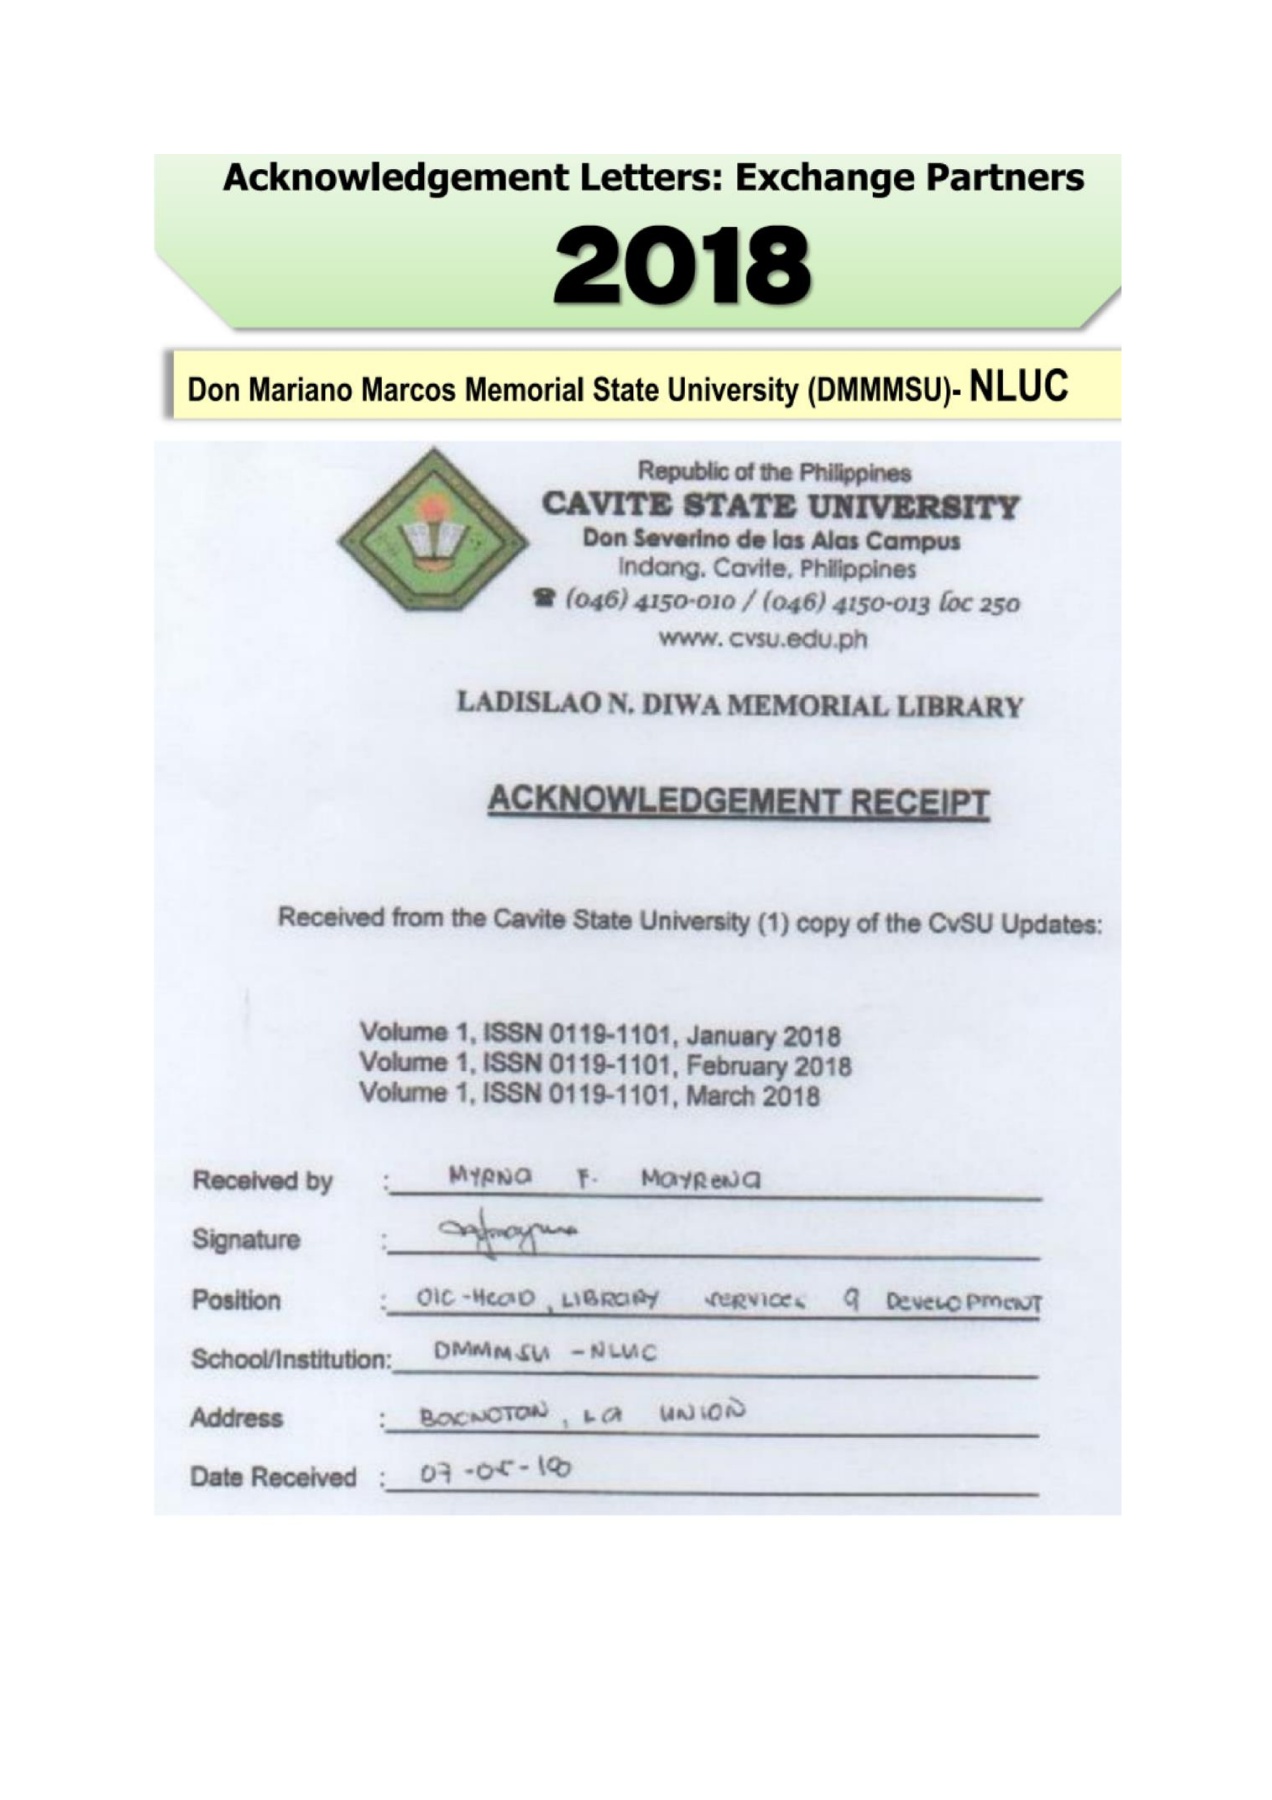 Acknowledgement Letters: Exchange Partners
2018
Don Mariano Marcos Memorial State University (DMMMSU)- NLUC
Republic of the Philippines
CAVITE STATE UNIVERSITY
Don Severino de las Alas Campus
Indang, Cavite, Philippines
☎ (046) 4150-010 / (046) 4150-013 loc 250
www. cvsu.edu.ph
LADISLAO N. DIWA MEMORIAL LIBRARY
ACKNOWLEDGEMENT RECEIPT
Received from the Cavite State University (1) copy of the CvSU Updates:
Volume 1, ISSN 0119-1101, January 2018
Volume 1, ISSN 0119-1101, February 2018
Volume 1, ISSN 0119-1101, March 2018
Received by : MYRNA F. MAYRENA
Signature :
Position : OIC-HEAD, LIBRARY SERVICES & DEVELOPMENT
School/Institution: DMMMSU - NLUC
Address : BACNOTAN, LA UNION
Date Received : 07-05-18